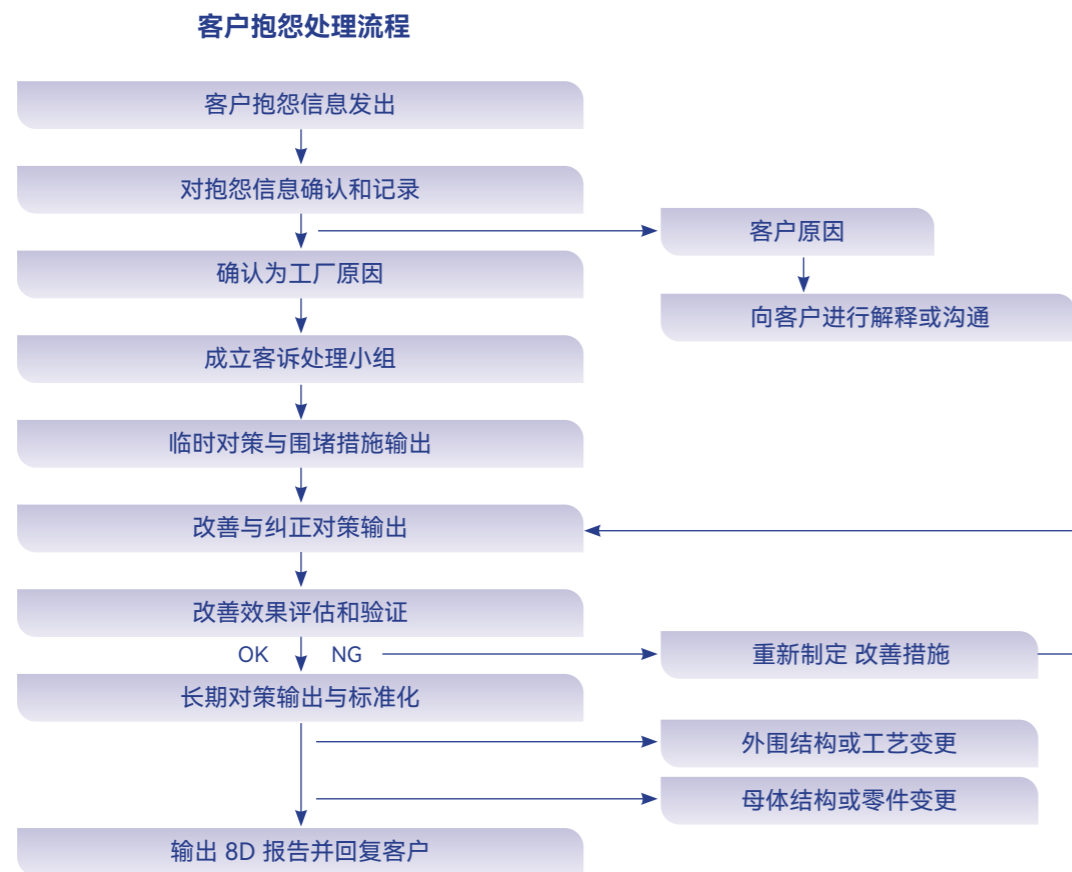 客户抱怨处理流程
客户抱怨信息发出
对抱怨信息确认和记录
客户原因
确认为工厂原因
向客户进行解释或沟通
成立客诉处理小组
临时对策与围堵措施输出
改善与纠正对策输出
改善效果评估和验证
OK NG
重新制定 改善措施
长期对策输出与标准化
外围结构或工艺变更
母体结构或零件变更
输出 8D 报告并回复客户